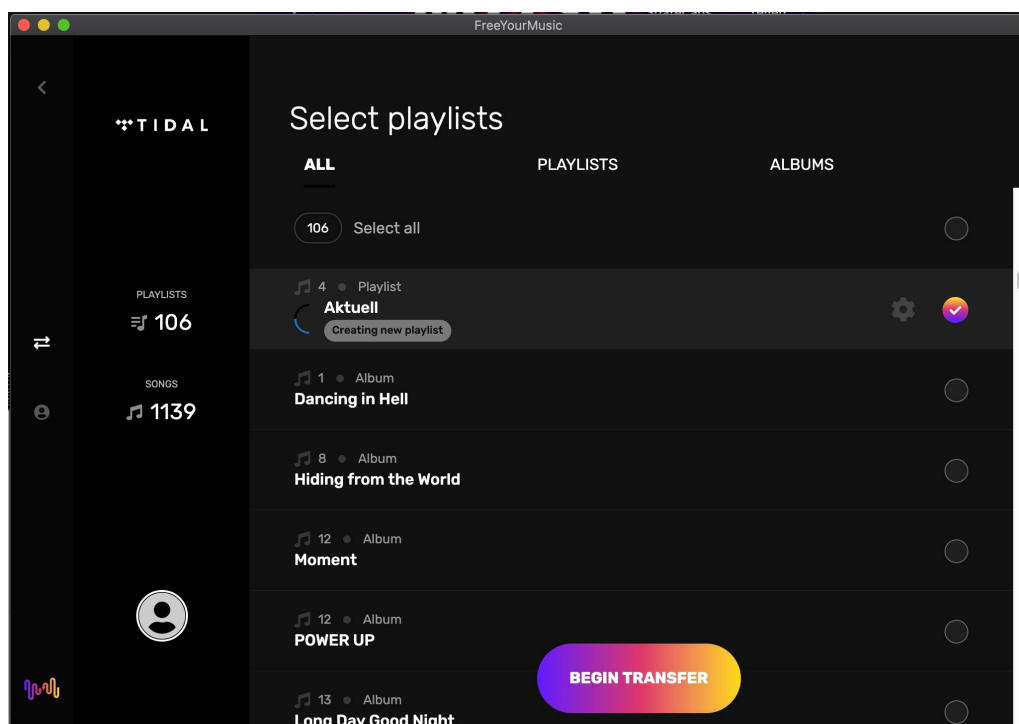 FreeYourMusic
TIDAL
Select playlists
ALL
PLAYLISTS
ALBUMS
106
Select all
PLAYLISTS
106
SONGS
1139
4 • Playlist
Aktuell
Creating new playlist
1 • Album
Dancing in Hell
8 • Album
Hiding from the World
12 • Album
Moment
12 • Album
POWER UP
BEGIN TRANSFER
13 • Album
Long Day Good Night